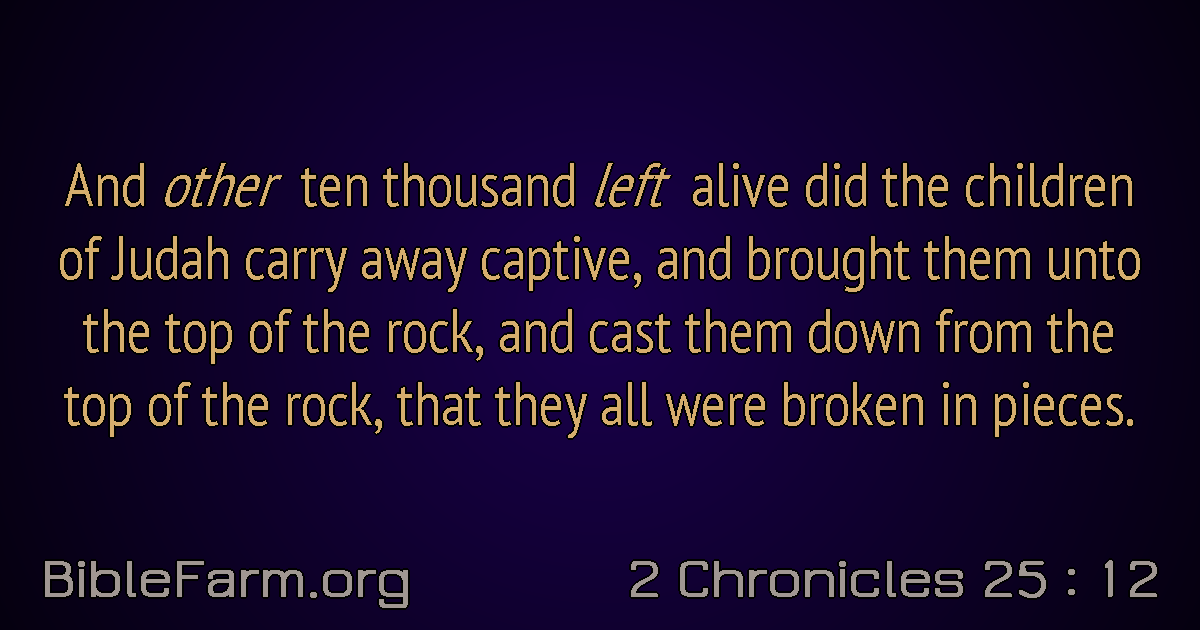 And other ten thousand left alive did the children
of Judah carry away captive, and brought them unto
the top of the rock, and cast them down from the
top of the rock, that they all were broken in pieces.
BibleFarm.org
2 Chronicles 25 : 12